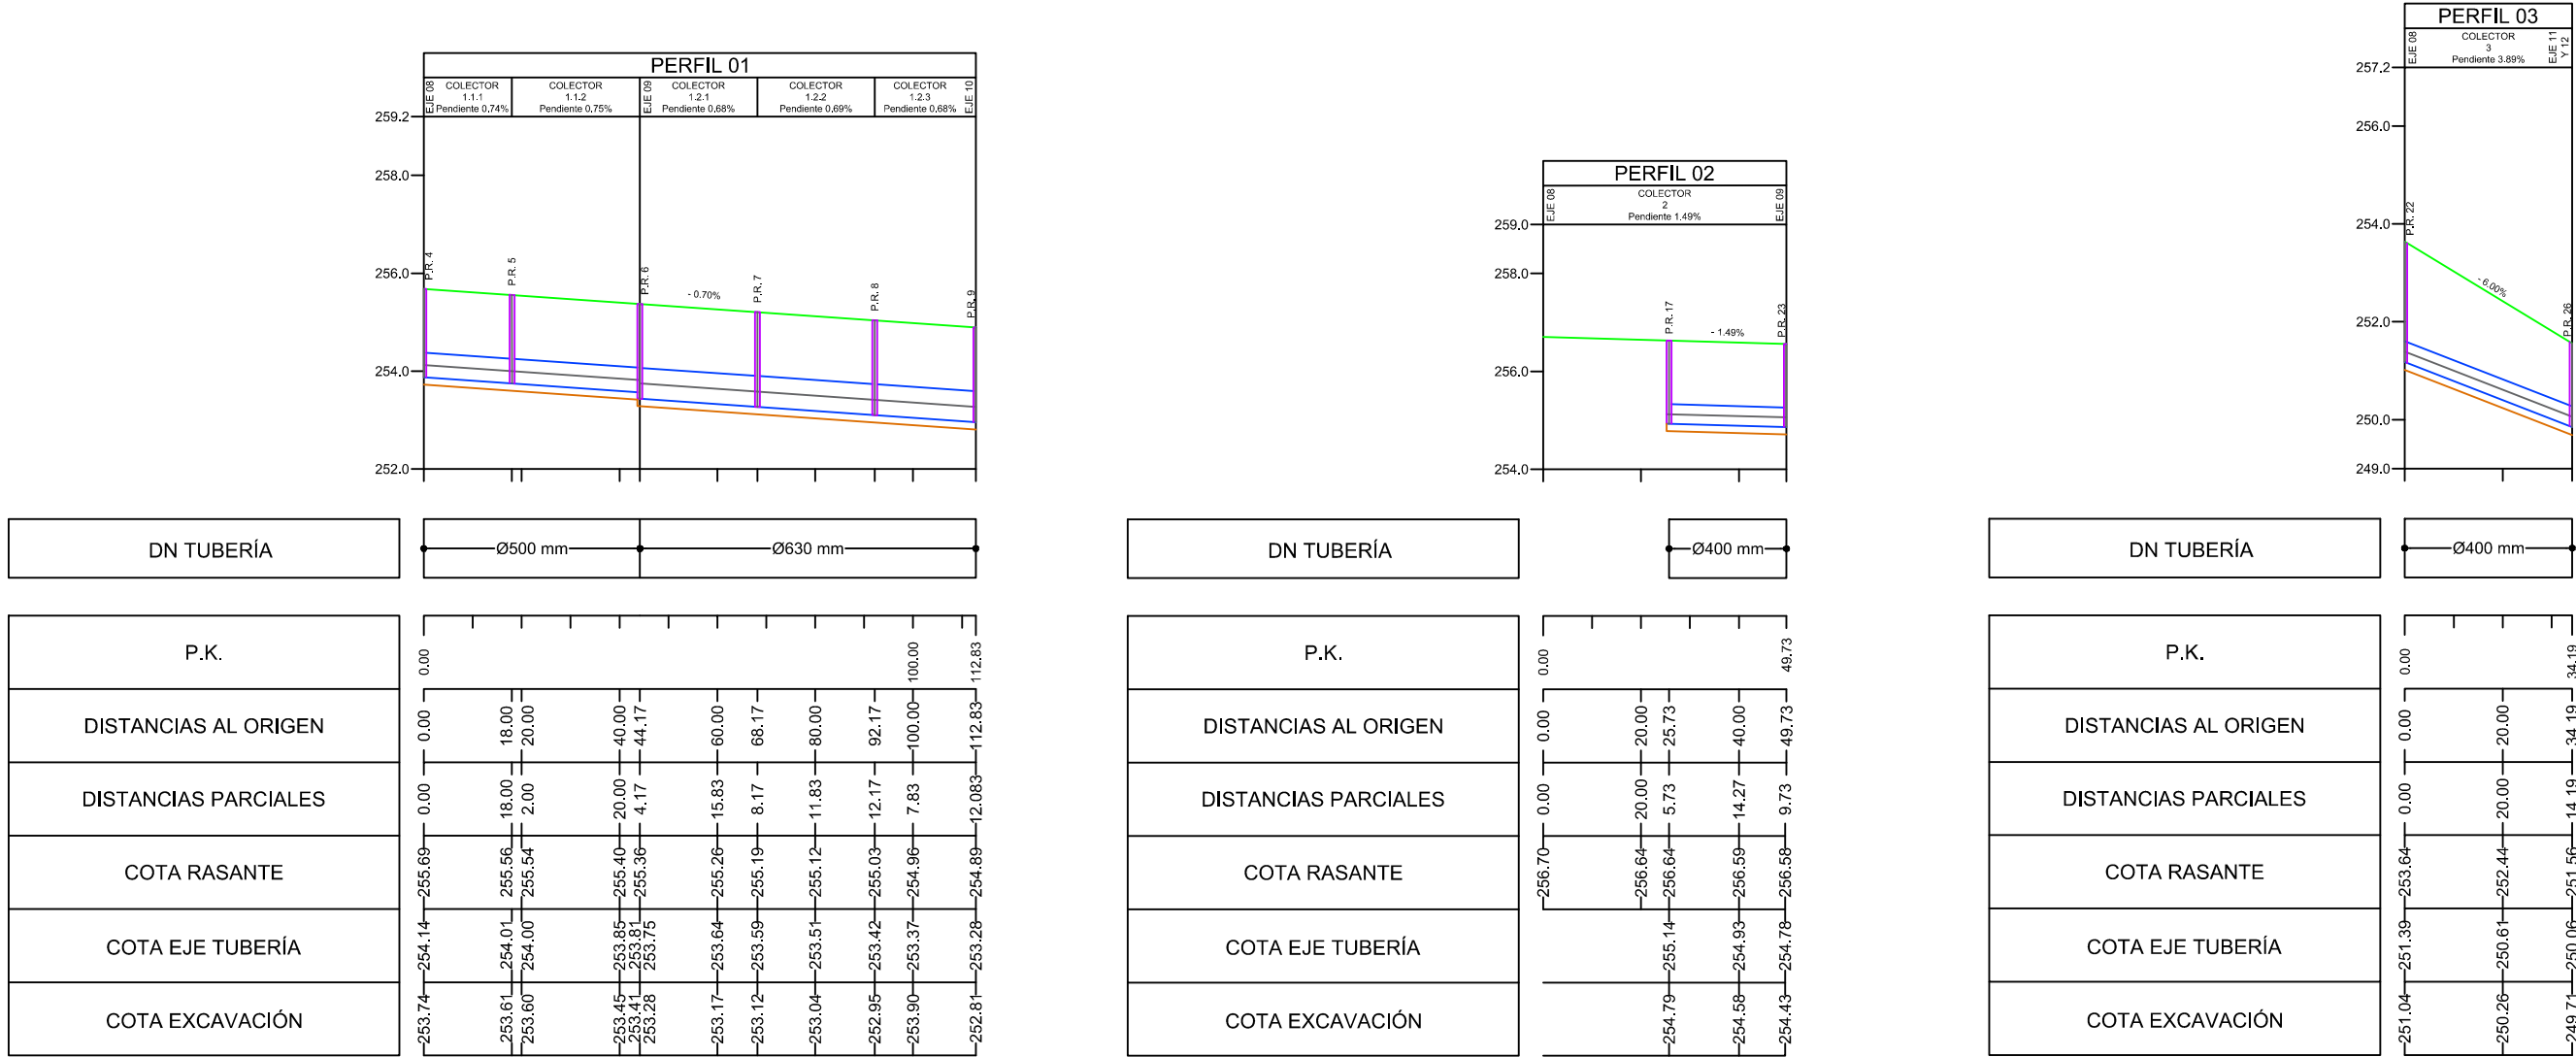 PERFIL 01
EJE 08
COLECTOR
1.1.1
Pendiente 0,74%
COLECTOR
1.1.2
Pendiente 0,75%
EJE 09
COLECTOR
1.2.1
Pendiente 0,68%
COLECTOR
1.2.2
Pendiente 0,69%
COLECTOR
1.2.3
Pendiente 0,68%
EJE 10
259.2
258.0
256.0
254.0
252.0
P.R. 4
P.R. 5
P.R. 6
- 0.70%
P.R. 7
P.R. 8
P.R. 9
DN TUBERÍA
Ø500 mm
Ø630 mm
P.K.
0.00
100.00
112.83
DISTANCIAS AL ORIGEN
0.00
18.00
20.00
40.00
44.17
60.00
68.17
80.00
92.17
100.00
112.83
DISTANCIAS PARCIALES
0.00
18.00
2.00
20.00
4.17
15.83
8.17
11.83
12.17
7.83
12.083
COTA RASANTE
255.69
255.56
255.54
255.40
255.36
255.26
255.19
255.12
255.03
254.96
254.89
COTA EJE TUBERÍA
254.14
254.01
254.00
253.85
253.81
253.75
253.64
253.59
253.51
253.42
253.37
253.28
COTA EXCAVACIÓN
253.74
253.61
253.60
253.45
253.41
253.28
253.17
253.12
253.04
252.95
253.90
252.81
PERFIL 02
EJE 08
COLECTOR
2
Pendiente 1.49%
EJE 09
259.0
258.0
256.0
254.0
P.R. 17
- 1.49%
P.R. 23
DN TUBERÍA
Ø400 mm
P.K.
0.00
49.73
DISTANCIAS AL ORIGEN
0.00
20.00
25.73
40.00
49.73
DISTANCIAS PARCIALES
0.00
20.00
5.73
14.27
9.73
COTA RASANTE
256.70
256.64
256.64
256.59
256.58
COTA EJE TUBERÍA
255.14
254.93
254.78
COTA EXCAVACIÓN
254.79
254.58
254.43
PERFIL 03
EJE 08
COLECTOR
3
Pendiente 3.89%
EJE 11
Y 12
257.2
256.0
254.0
252.0
250.0
249.0
P.R. 22
- 6.00%
P.R. 26
DN TUBERÍA
Ø400 mm
P.K.
0.00
34.19
DISTANCIAS AL ORIGEN
0.00
20.00
34.19
DISTANCIAS PARCIALES
0.00
20.00
14.19
COTA RASANTE
253.64
252.44
251.56
COTA EJE TUBERÍA
251.39
250.61
250.06
COTA EXCAVACIÓN
251.04
250.26
249.71